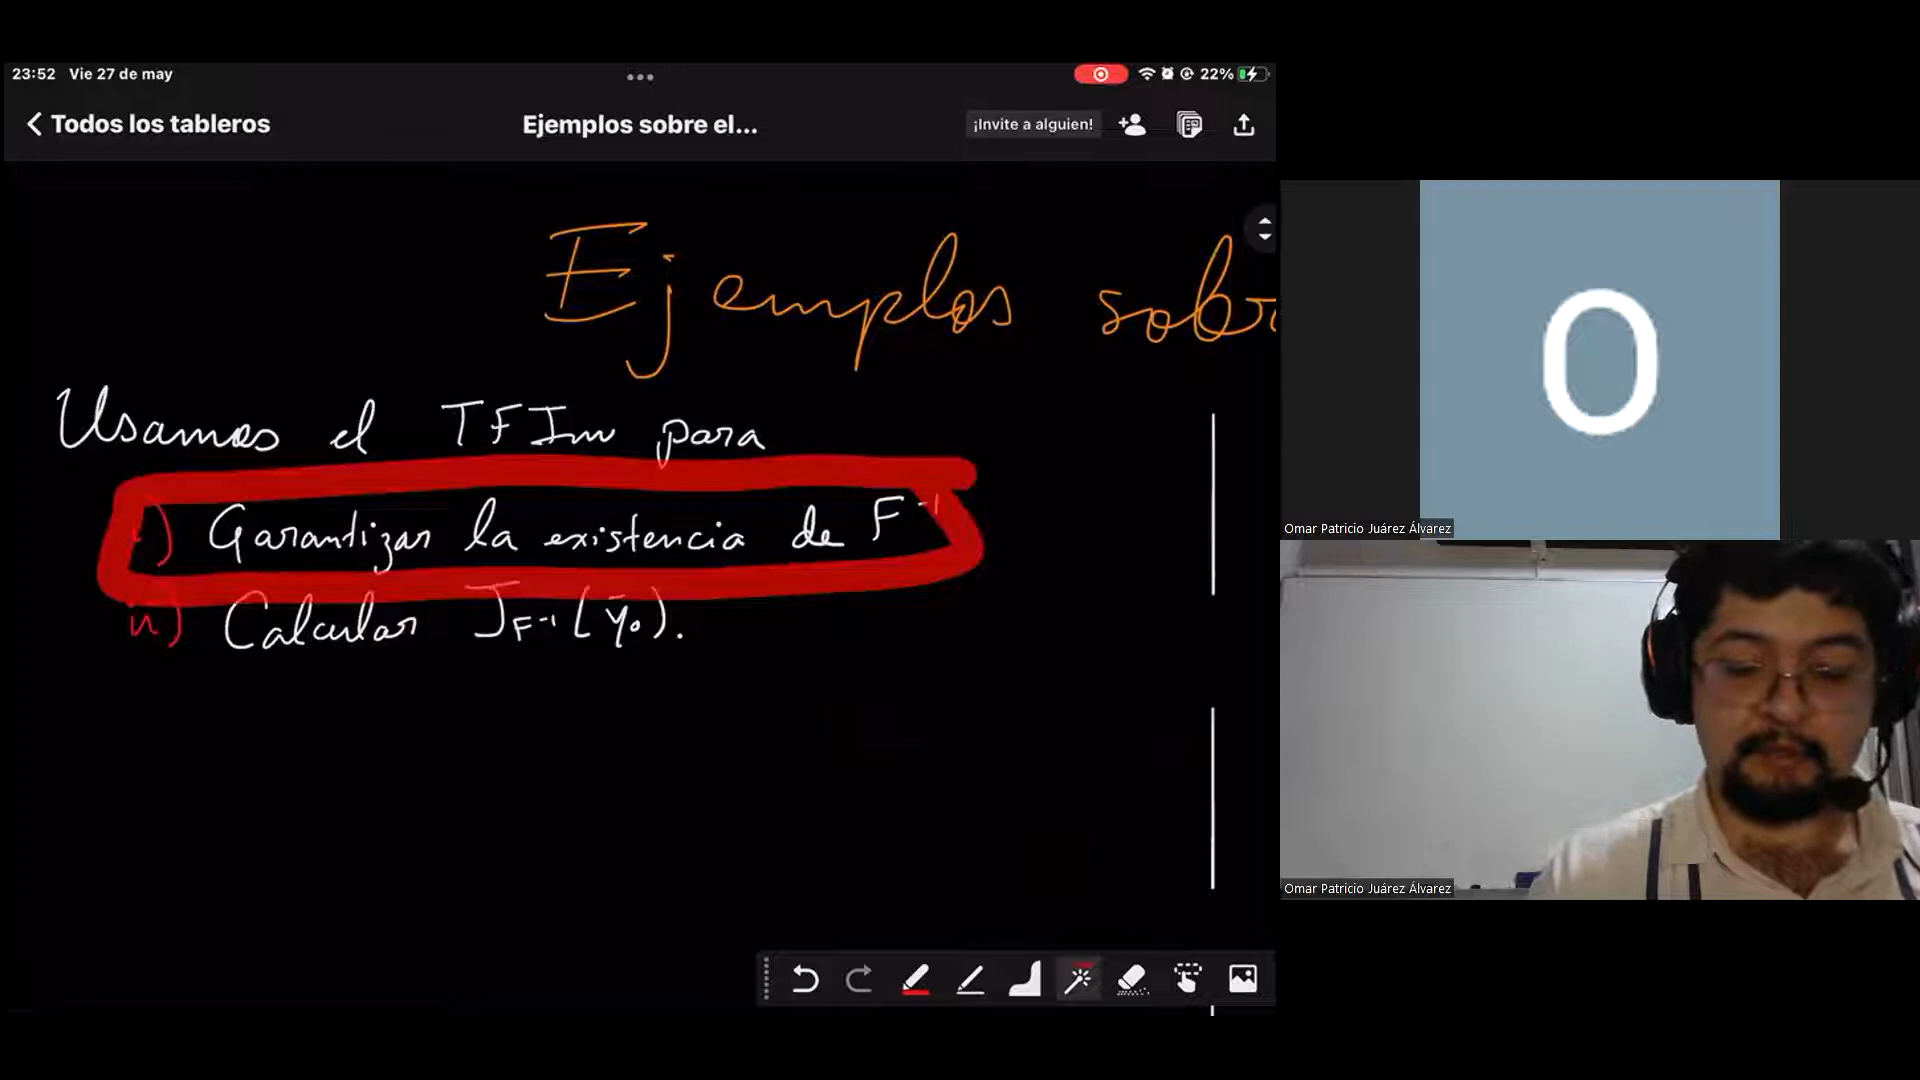 23:52 Vie 27 de may
22%
Todos los tableros
Ejemplos sobre el...
¡Invite a alguien!
Ejemplos sobre
Usamos el TFInv para
i) Garantizar la existencia de F⁻¹
ii) Calcular J_F⁻¹(ȳ₀).
O
Omar Patricio Juárez Álvarez
Omar Patricio Juárez Álvarez